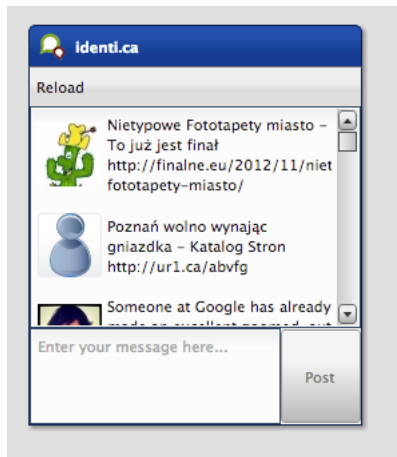 identi.ca
Reload
Nietypowe Fototapety miasto –
To już jest finał
http://finalne.eu/2012/11/niet
fototapety-miasto/
Poznań wolno wynając
gniazdka – Katalog Stron
http://ur1.ca/abvfg
Someone at Google has already
Enter your message here...
Post